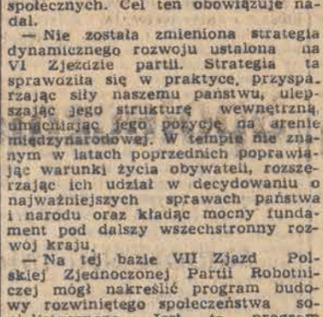 społecznych. Cel ten obowiązuje na-
dal.
— Nie została zmieniona strategia
dynamicznego rozwoju ustalona na
VI Zjeździe partii. Strategia ta
sprawdziła się w praktyce, przyspa-
rzając siły naszemu państwu, ulep-
szając jego strukturę wewnętrzną,
umacniając jego pozycję na arenie
międzynarodowej. W tempie nie zna-
nym w latach poprzednich poprawia-
jąc warunki życia obywateli, rozsze-
rzając ich udział w decydowaniu o
najważniejszych sprawach państwa
i narodu oraz kładąc mocny funda-
ment pod dalszy wszechstronny roz-
wój kraju.
— Na tej bazie VII Zjazd Pol-
skiej Zjednoczonej Partii Robotni-
czej mógł nakreślić program budo-
wy rozwiniętego społeczeństwa so-